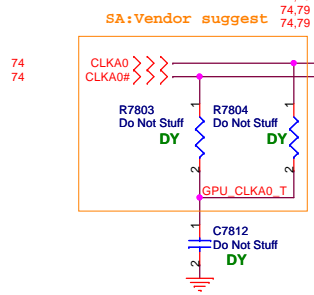 SA:Vendor suggest
74,79
74,79
74 CLKA0
74 CLKA0#
1 1
R7803 R7804
Do Not Stuff Do Not Stuff
DY DY
2 2
GPU_CLKA0_T
1
C7812
Do Not Stuff
DY
2